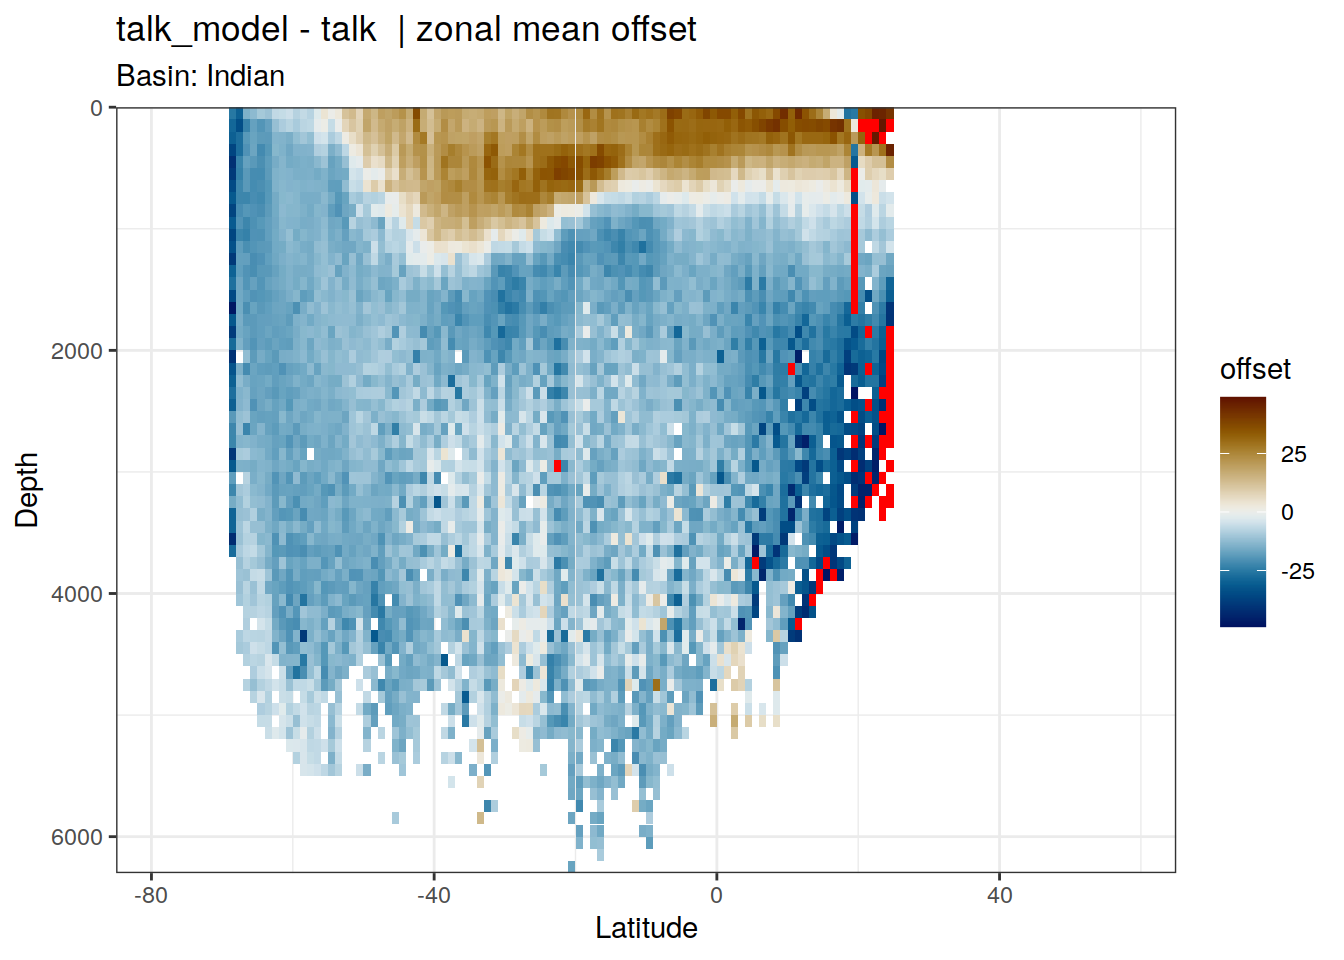 talk_model - talk  | zonal mean offset
Basin: Indian
0
2000
4000
6000
Depth
-80
-40
0
40
Latitude
offset
25
0
-25